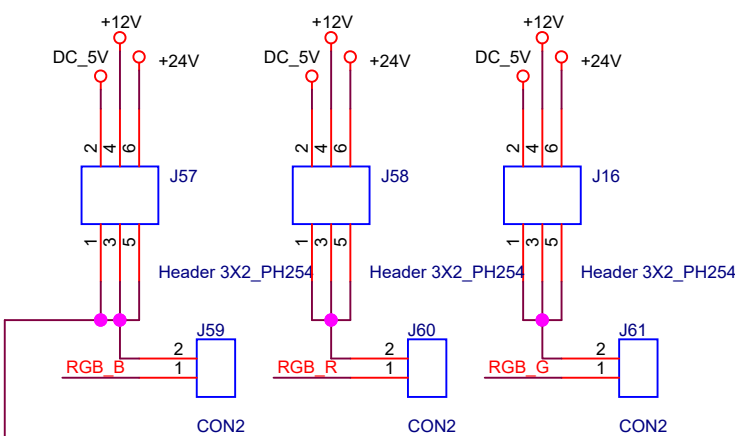 +12V +12V +12V
DC_5V +24V DC_5V +24V DC_5V +24V
2 4 6 2 4 6 2 4 6
J57 J58 J16
1 3 5 1 3 5 1 3 5
Header 3X2_PH254 Header 3X2_PH254 Header 3X2_PH254
J59 J60 J61
2 2 2
RGB_B 1 RGB_R 1 RGB_G 1
CON2 CON2 CON2